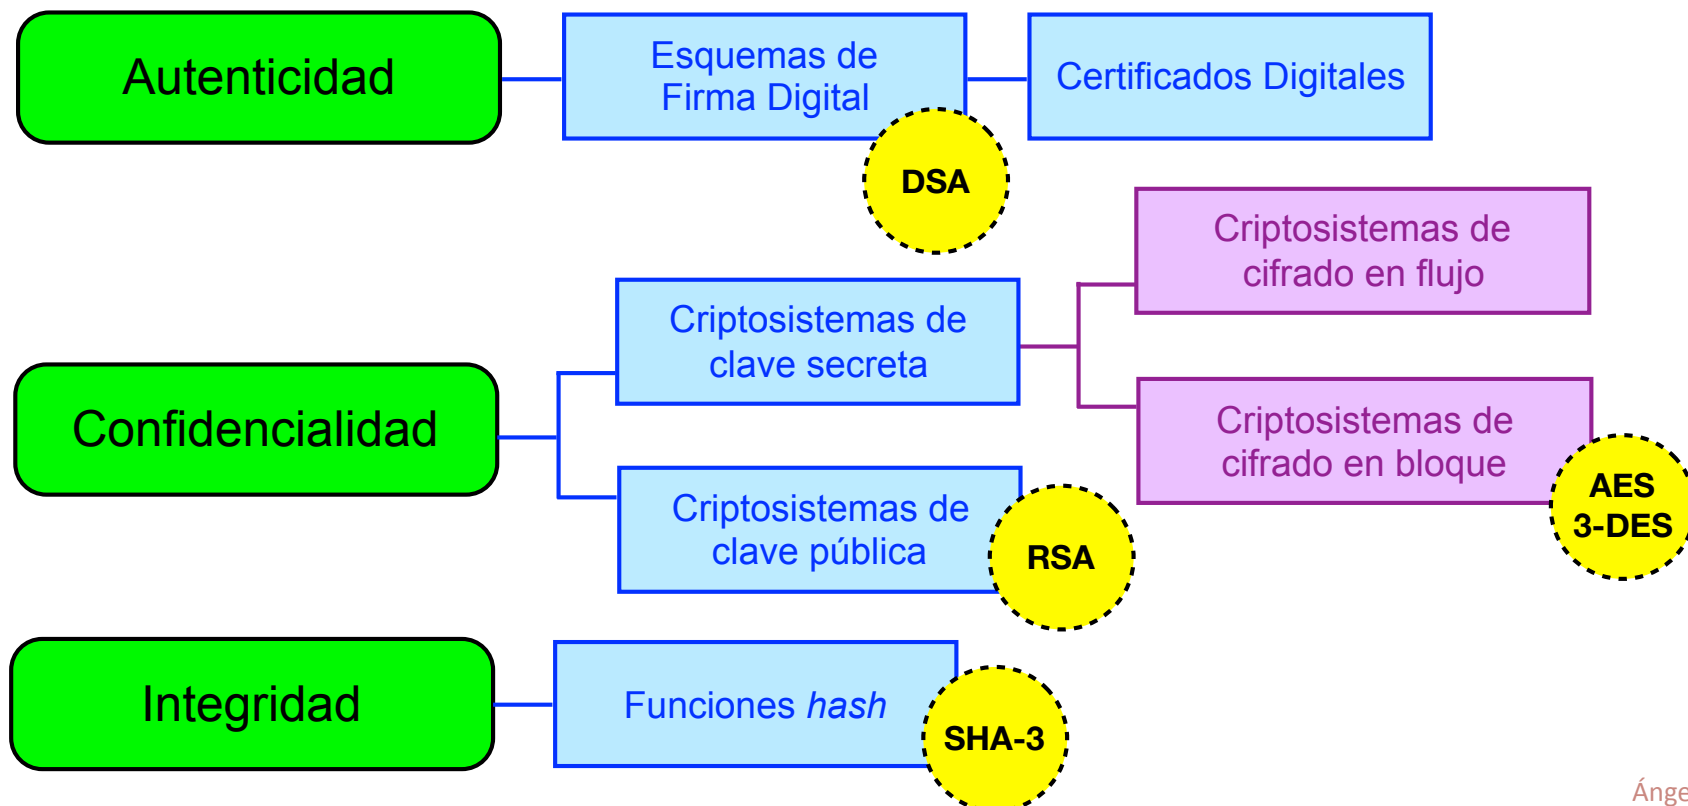 Autenticidad
Esquemas de
Firma Digital
Certificados Digitales
DSA
Criptosistemas de
cifrado en flujo
Criptosistemas de
clave secreta
Confidencialidad
Criptosistemas de
cifrado en bloque
AES
3-DES
Criptosistemas de
clave pública
RSA
Integridad
Funciones hash
SHA-3
Ánge